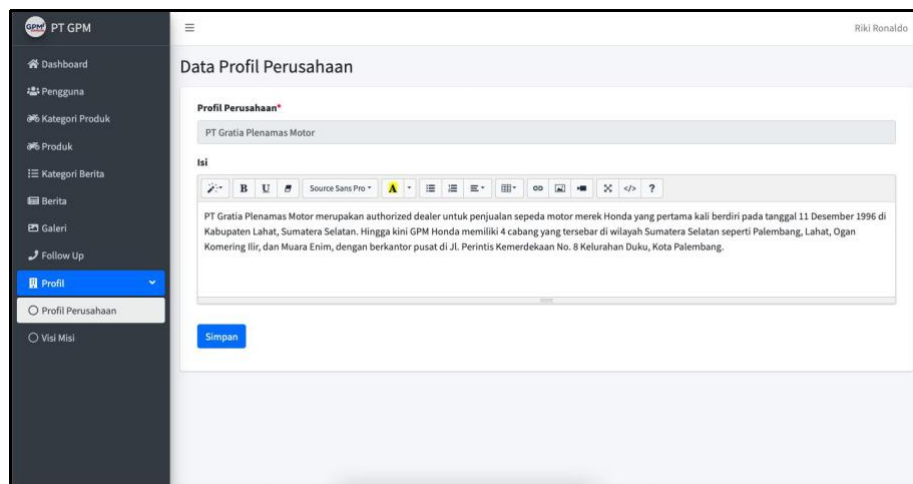 GPM
PT GPM
Riki Ronaldo
Dashboard
Pengguna
Kategori Produk
Produk
Kategori Berita
Berita
Galeri
Follow Up
Profil
Profil Perusahaan
Visi Misi
Data Profil Perusahaan
Profil Perusahaan*
PT Gratia Plenamas Motor
Isi
B U Source Sans Pro A </> ?
PT Gratia Plenamas Motor merupakan authorized dealer untuk penjualan sepeda motor merek Honda yang pertama kali berdiri pada tanggal 11 Desember 1996 di
Kabupaten Lahat, Sumatera Selatan. Hingga kini GPM Honda memiliki 4 cabang yang tersebar di wilayah Sumatera Selatan seperti Palembang, Lahat, Ogan
Komering Ilir, dan Muara Enim, dengan berkantor pusat di Jl. Perintis Kemerdekaan No. 8 Kelurahan Duku, Kota Palembang.
Simpan